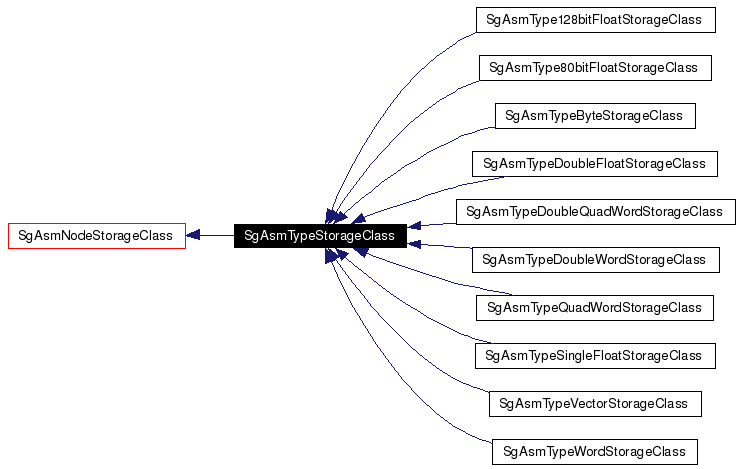 SgAsmType128bitFloatStorageClass
SgAsmType80bitFloatStorageClass
SgAsmTypeByteStorageClass
SgAsmTypeDoubleFloatStorageClass
SgAsmTypeDoubleQuadWordStorageClass
SgAsmNodeStorageClass
SgAsmTypeStorageClass
SgAsmTypeDoubleWordStorageClass
SgAsmTypeQuadWordStorageClass
SgAsmTypeSingleFloatStorageClass
SgAsmTypeVectorStorageClass
SgAsmTypeWordStorageClass